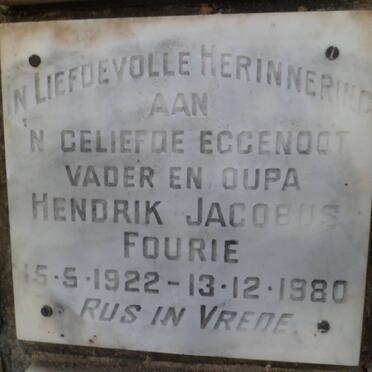 IN LIEFDEVOLLE HERINNERING
AAN
'N GELIEFDE EGGENOOT
VADER EN OUPA
HENDRIK JACOBUS
FOURIE
15·5·1922 – 13·12·1980
RUS IN VREDE.